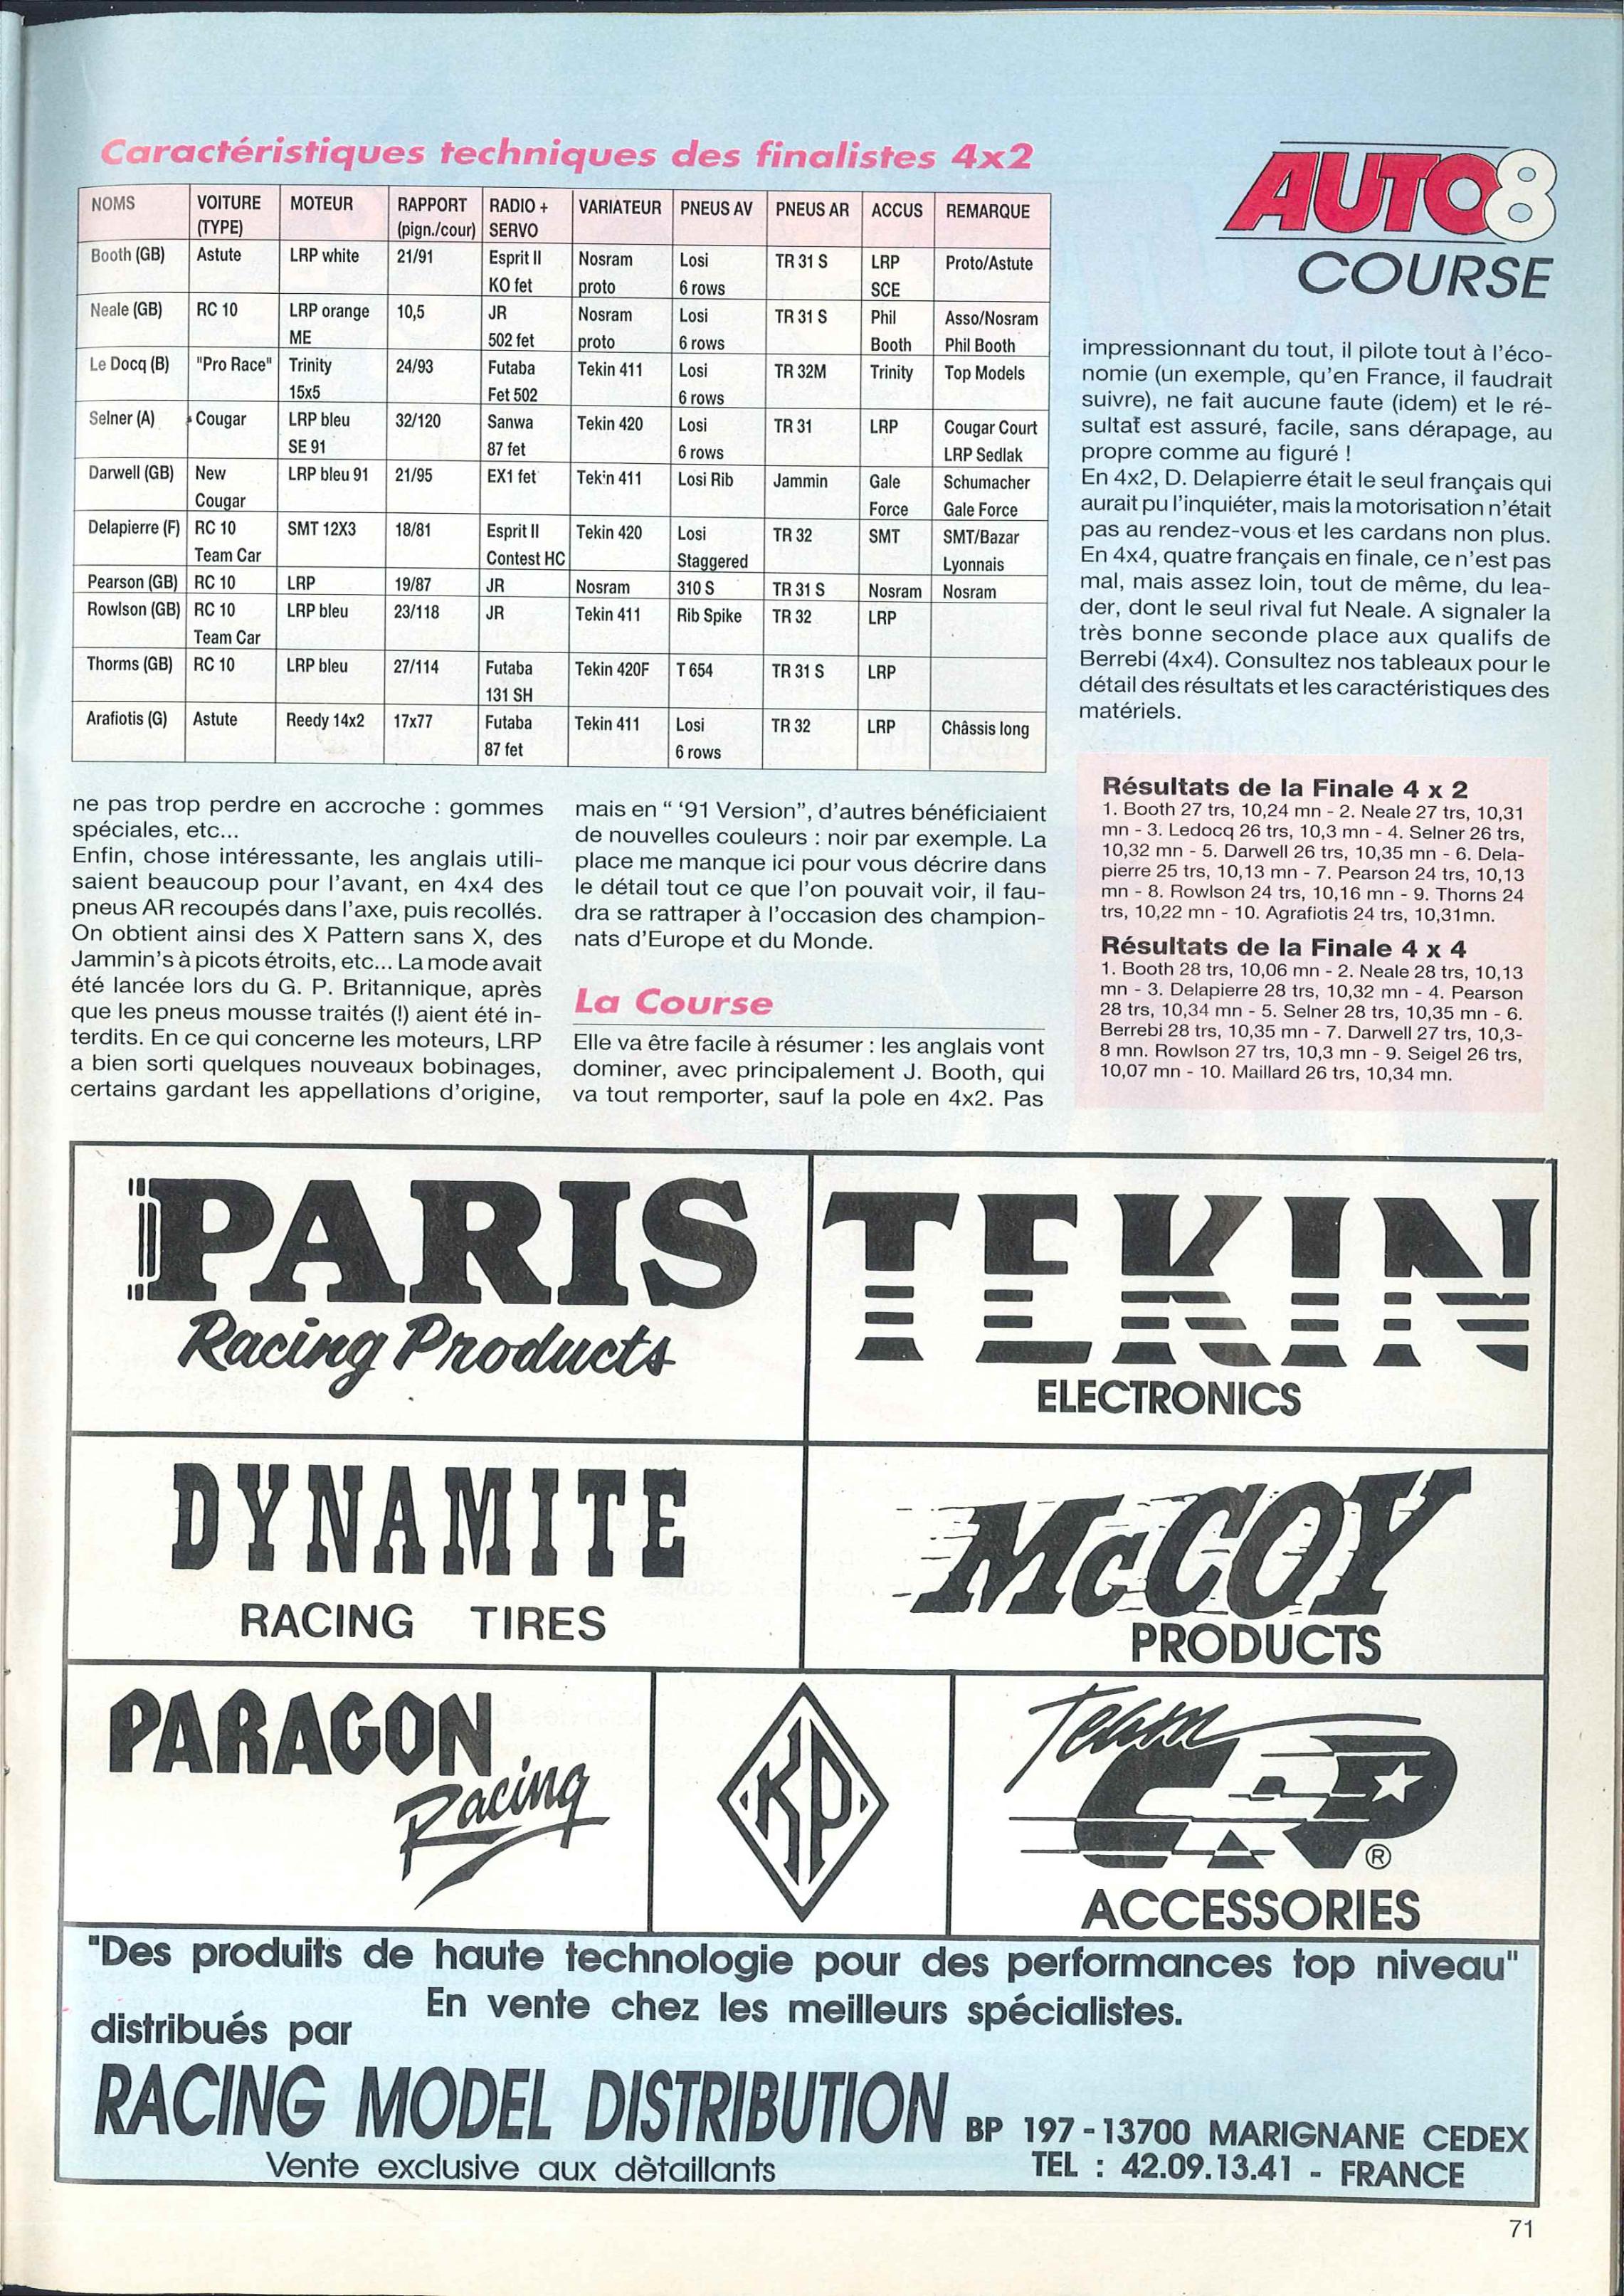 Caractéristiques techniques des finalistes 4x2
NOMS VOITURE (TYPE) MOTEUR RAPPORT (pign./cour) RADIO + SERVO VARIATEUR PNEUS AV PNEUS AR ACCUS REMARQUE
Booth (GB) Astute LRP white 21/91 Esprit II KO fet Nosram proto Losi 6 rows TR 31 S LRP SCE Proto/Astute
Neale (GB) RC 10 LRP orange ME 10,5 JR 502 fet Nosram proto Losi 6 rows TR 31 S Phil Booth Asso/Nosram Phil Booth
Le Docq (B) "Pro Race" Trinity 15x5 24/93 Futaba Fet 502 Tekin 411 Losi 6 rows TR 32M Trinity Top Models
Selner (A) Cougar LRP bleu SE 91 32/120 Sanwa 87 fet Tekin 420 Losi 6 rows TR 31 LRP Cougar Court LRP Sedlak
Darwell (GB) New Cougar LRP bleu 91 21/95 EX1 fet Tek'n 411 Losi Rib Jammin Gale Force Schumacher Gale Force
Delapierre (F) RC 10 Team Car SMT 12X3 18/81 Esprit II Contest HC Tekin 420 Losi Staggered TR 32 SMT SMT/Bazar Lyonnais
Pearson (GB) RC 10 LRP 19/87 JR Nosram 310 S TR 31 S Nosram Nosram
Rowlson (GB) RC 10 Team Car LRP bleu 23/118 JR Tekin 411 Rib Spike TR 32 LRP
Thorms (GB) RC 10 LRP bleu 27/114 Futaba 131 SH Tekin 420F T 654 TR 31 S LRP
Arafiotis (G) Astute Reedy 14x2 17x77 Futaba 87 fet Tekin 411 Losi 6 rows TR 32 LRP Châssis long
ne pas trop perdre en accroche : gommes
spéciales, etc...
Enfin, chose intéressante, les anglais utili-
saient beaucoup pour l'avant, en 4x4 des
pneus AR recoupés dans l'axe, puis recollés.
On obtient ainsi des X Pattern sans X, des
Jammin's à picots étroits, etc... La mode avait
été lancée lors du G. P. Britannique, après
que les pneus mousse traités (!) aient été in-
terdits. En ce qui concerne les moteurs, LRP
a bien sorti quelques nouveaux bobinages,
certains gardant les appellations d'origine,
mais en " '91 Version", d'autres bénéficiaient
de nouvelles couleurs : noir par exemple. La
place me manque ici pour vous décrire dans
le détail tout ce que l'on pouvait voir, il fau-
dra se rattraper à l'occasion des champion-
nats d'Europe et du Monde.
La Course
Elle va être facile à résumer : les anglais vont
dominer, avec principalement J. Booth, qui
va tout remporter, sauf la pole en 4x2. Pas
AUTO8
COURSE
impressionnant du tout, il pilote tout à l'éco-
nomie (un exemple, qu'en France, il faudrait
suivre), ne fait aucune faute (idem) et le ré-
sultat est assuré, facile, sans dérapage, au
propre comme au figuré !
En 4x2, D. Delapierre était le seul français qui
aurait pu l'inquiéter, mais la motorisation n'était
pas au rendez-vous et les cardans non plus.
En 4x4, quatre français en finale, ce n'est pas
mal, mais assez loin, tout de même, du lea-
der, dont le seul rival fut Neale. A signaler la
très bonne seconde place aux qualifs de
Berrebi (4x4). Consultez nos tableaux pour le
détail des résultats et les caractéristiques des
matériels.
Résultats de la Finale 4 x 2
1. Booth 27 trs, 10,24 mn - 2. Neale 27 trs, 10,31
mn - 3. Ledocq 26 trs, 10,3 mn - 4. Selner 26 trs,
10,32 mn - 5. Darwell 26 trs, 10,35 mn - 6. Dela-
pierre 25 trs, 10,13 mn - 7. Pearson 24 trs, 10,13
mn - 8. Rowlson 24 trs, 10,16 mn - 9. Thorns 24
trs, 10,22 mn - 10. Agrafiotis 24 trs, 10,31mn.
Résultats de la Finale 4 x 4
1. Booth 28 trs, 10,06 mn - 2. Neale 28 trs, 10,13
mn - 3. Delapierre 28 trs, 10,32 mn - 4. Pearson
28 trs, 10,34 mn - 5. Selner 28 trs, 10,35 mn - 6.
Berrebi 28 trs, 10,35 mn - 7. Darwell 27 trs, 10,3-
8 mn. Rowlson 27 trs, 10,3 mn - 9. Seigel 26 trs,
10,07 mn - 10. Maillard 26 trs, 10,34 mn.
PARIS
Racing Products
TEKIN
ELECTRONICS
DYNAMITE
RACING TIRES
McCOY
PRODUCTS
PARAGON
Racing
KP
Team
CRP
®
ACCESSORIES
"Des produits de haute technologie pour des performances top niveau"
En vente chez les meilleurs spécialistes.
distribués par
RACING MODEL DISTRIBUTION BP 197 - 13700 MARIGNANE CEDEX
Vente exclusive aux dètaillants TEL : 42.09.13.41 - FRANCE
71